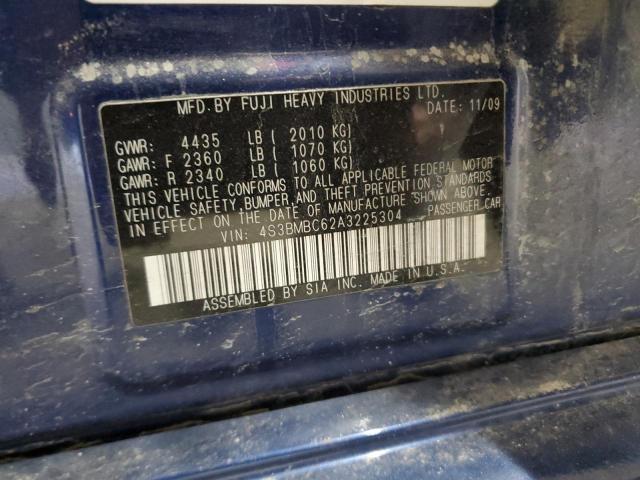 MFD. BY FUJI HEAVY INDUSTRIES LTD.
DATE: 11/09
GVWR: 4435 LB ( 2010 KG)
GAWR: F 2360 LB ( 1070 KG)
GAWR: R 2340 LB ( 1060 KG)
THIS VEHICLE CONFORMS TO ALL APPLICABLE FEDERAL MOTOR
VEHICLE SAFETY, BUMPER, AND THEFT PREVENTION STANDARDS
IN EFFECT ON THE DATE OF MANUFACTURE SHOWN ABOVE.
VIN: 4S3BMBC62A3225304 PASSENGER CAR
ASSEMBLED BY SIA INC. MADE IN U.S.A.